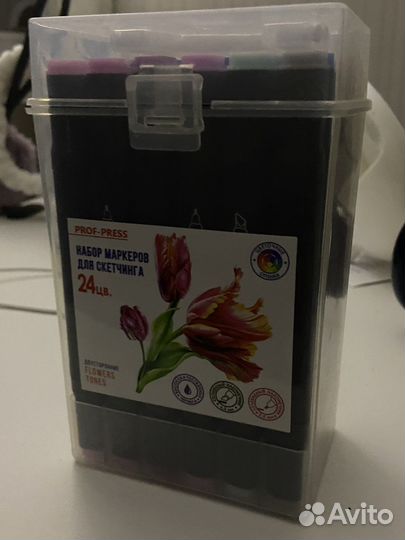 PROF-PRESS
НАБОР МАРКЕРОВ
ДЛЯ СКЕТЧИНГА
24цв.
ДВУСТОРОННИЕ
FLOWERS
TONES
Avito